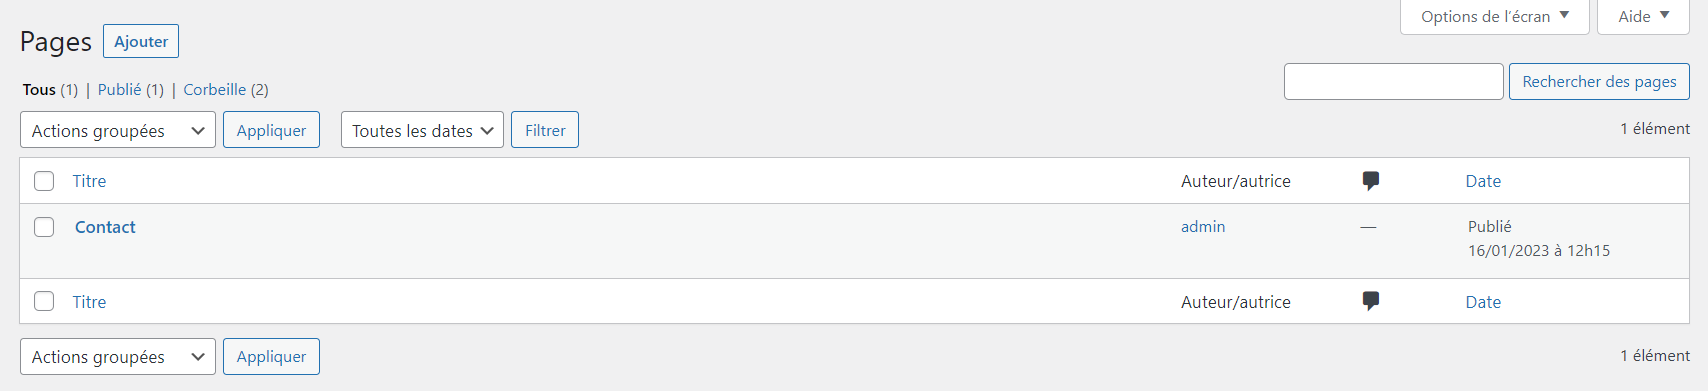 Options de l'écran Aide
Pages Ajouter
Tous (1) | Publié (1) | Corbeille (2)
Rechercher des pages
Actions groupées Appliquer Toutes les dates Filtrer
1 élément
Titre Auteur/autrice Date
Contact admin — Publié
16/01/2023 à 12h15
Titre Auteur/autrice Date
Actions groupées Appliquer
1 élément